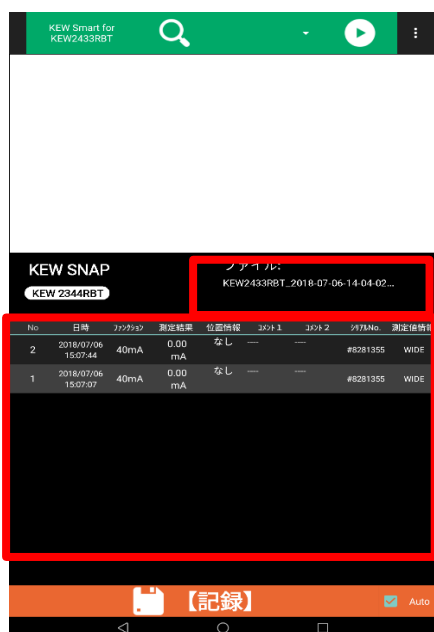 KEW Smart for
KEW2433RBT
KEW SNAP
KEW 2344RBT
ファイル:
KEW2433RBT_2018-07-06-14-04-02...
No 日時 ファンクション 測定結果 位置情報 コメント1 コメント2 シリアルNo. 測定値情報
2 2018/07/06 15:07:44 40mA 0.00 mA なし ---- ---- #8281355 WIDE
1 2018/07/06 15:07:07 40mA 0.00 mA なし ---- ---- #8281355 WIDE
【記録】
Auto